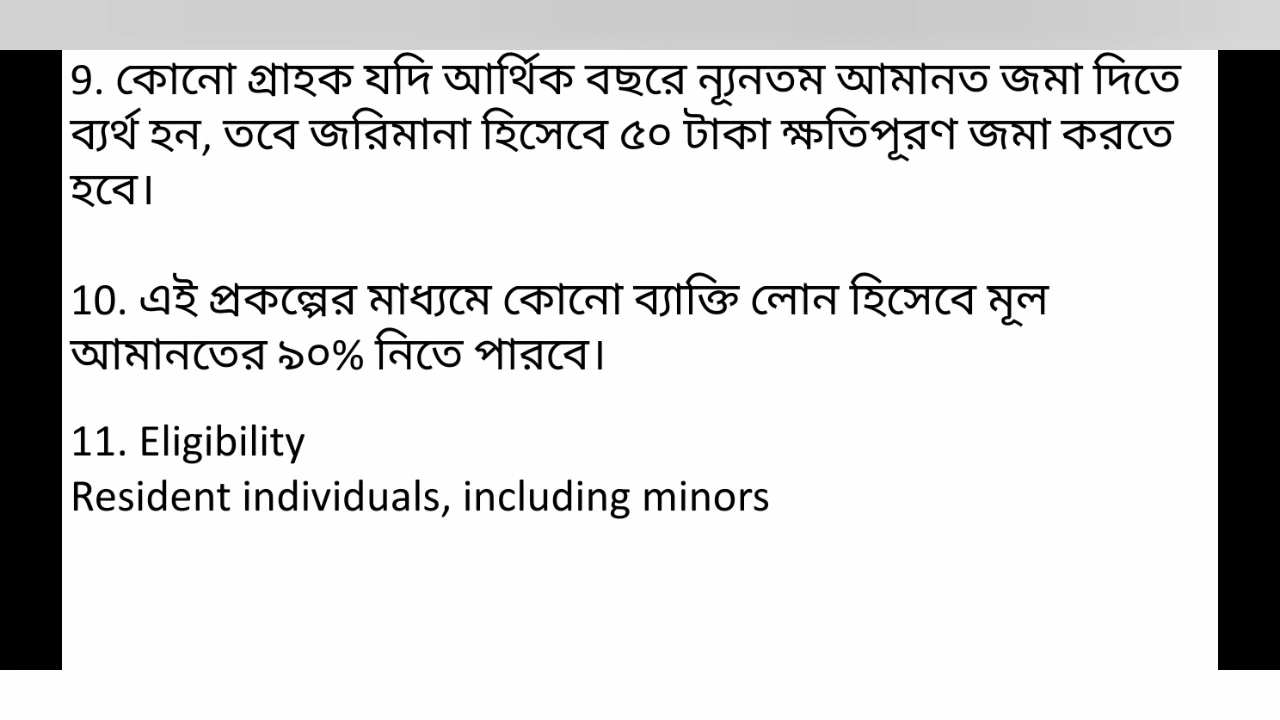 9. কোনো গ্রাহক যদি আর্থিক বছরে ন্যূনতম আমানত জমা দিতে
ব্যর্থ হন, তবে জরিমানা হিসেবে ৫০ টাকা ক্ষতিপূরণ জমা করতে
হবে।
10. এই প্রকল্পের মাধ্যমে কোনো ব্যাক্তি লোন হিসেবে মূল
আমানতের ৯০% নিতে পারবে।
11. Eligibility
Resident individuals, including minors